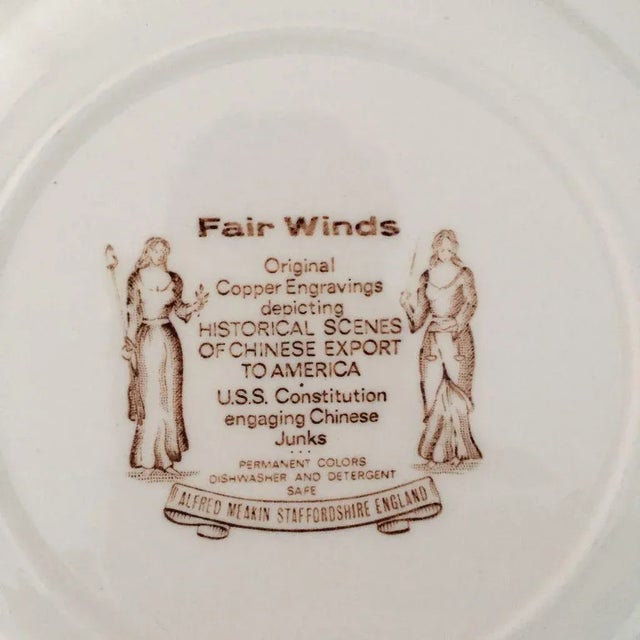 Fair Winds
Original
Copper Engravings
depicting
HISTORICAL SCENES
OF CHINESE EXPORT
TO AMERICA
U.S.S. Constitution
engaging Chinese
Junks
PERMANENT COLORS
DISHWASHER AND DETERGENT
SAFE
ALFRED MEAKIN STAFFORDSHIRE ENGLAND